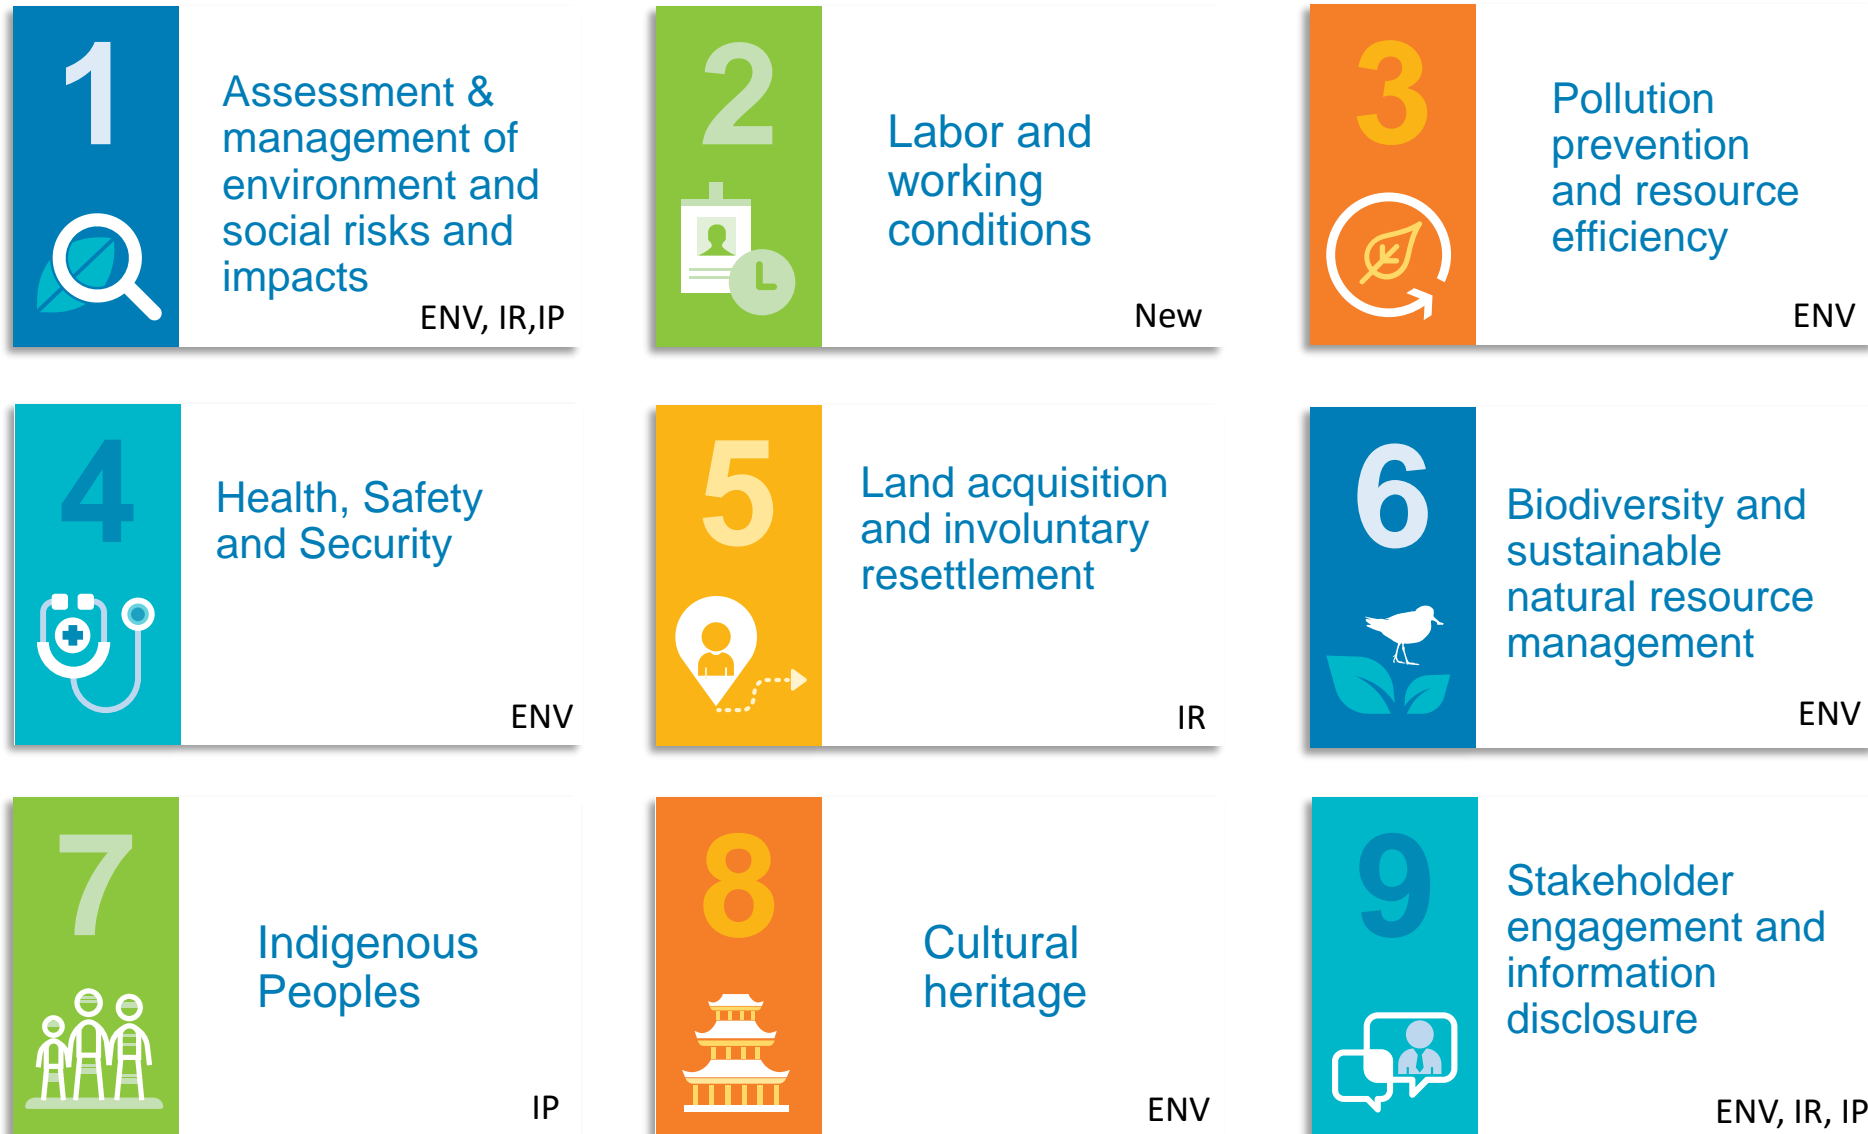 1
Assessment &
management of
environment and
social risks and
impacts
ENV, IR,IP
2
Labor and
working
conditions
New
3
Pollution
prevention
and resource
efficiency
ENV
4
Health, Safety
and Security
ENV
5
Land acquisition
and involuntary
resettlement
IR
6
Biodiversity and
sustainable
natural resource
management
ENV
7
Indigenous
Peoples
IP
8
Cultural
heritage
ENV
9
Stakeholder
engagement and
information
disclosure
ENV, IR, IP